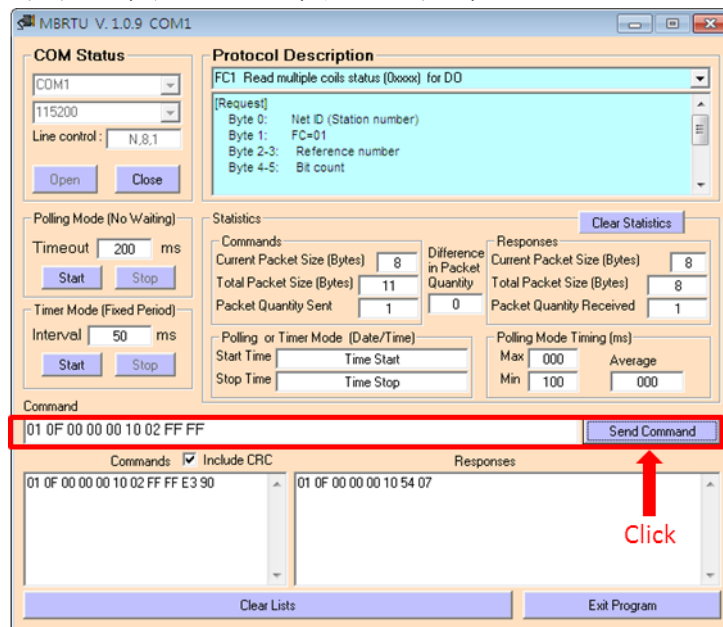 MBRTU V. 1.0.9 COM1
COM Status
COM1
115200
Line control : N,8,1
Open Close
Protocol Description
FC1 Read multiple coils status (0xxxx) for DO
[Request]
Byte 0: Net ID (Station number)
Byte 1: FC=01
Byte 2-3: Reference number
Byte 4-5: Bit count
Polling Mode (No Waiting)
Timeout 200 ms
Start Stop
Timer Mode (Fixed Period)
Interval 50 ms
Start Stop
Statistics
Clear Statistics
Commands
Current Packet Size (Bytes) 8
Total Packet Size (Bytes) 11
Packet Quantity Sent 1
Difference
in Packet
Quantity
0
Responses
Current Packet Size (Bytes) 8
Total Packet Size (Bytes) 8
Packet Quantity Received 1
Polling or Timer Mode (Date/Time)
Start Time Time Start
Stop Time Time Stop
Polling Mode Timing (ms)
Max 000 Average
Min 100 000
Command
01 0F 00 00 00 10 02 FF FF
Send Command
Commands Include CRC
Responses
01 0F 00 00 00 10 02 FF FF E3 90
01 0F 00 00 00 10 54 07
Click
Clear Lists
Exit Program